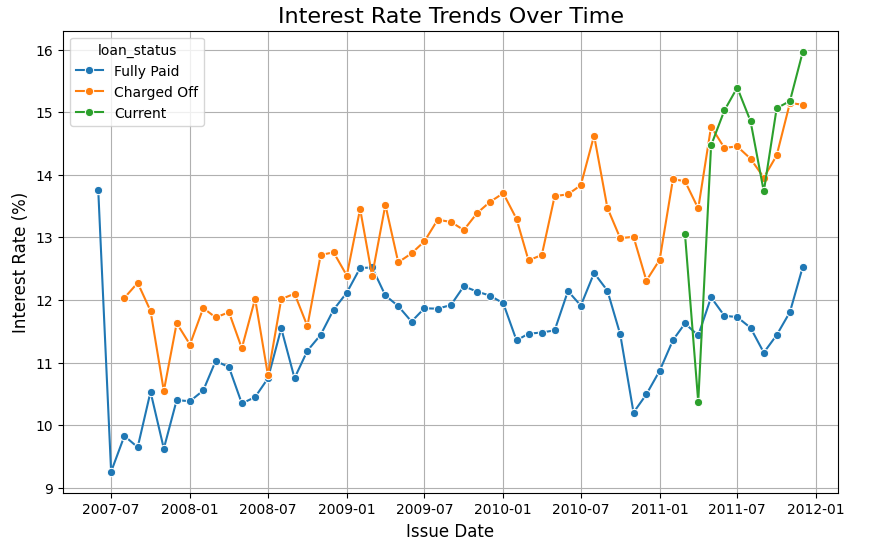 Interest Rate Trends Over Time
loan_status
Fully Paid
Charged Off
Current
Interest Rate (%)
16
15
14
13
12
11
10
9
2007-07 2008-01 2008-07 2009-01 2009-07 2010-01 2010-07 2011-01 2011-07 2012-01
Issue Date